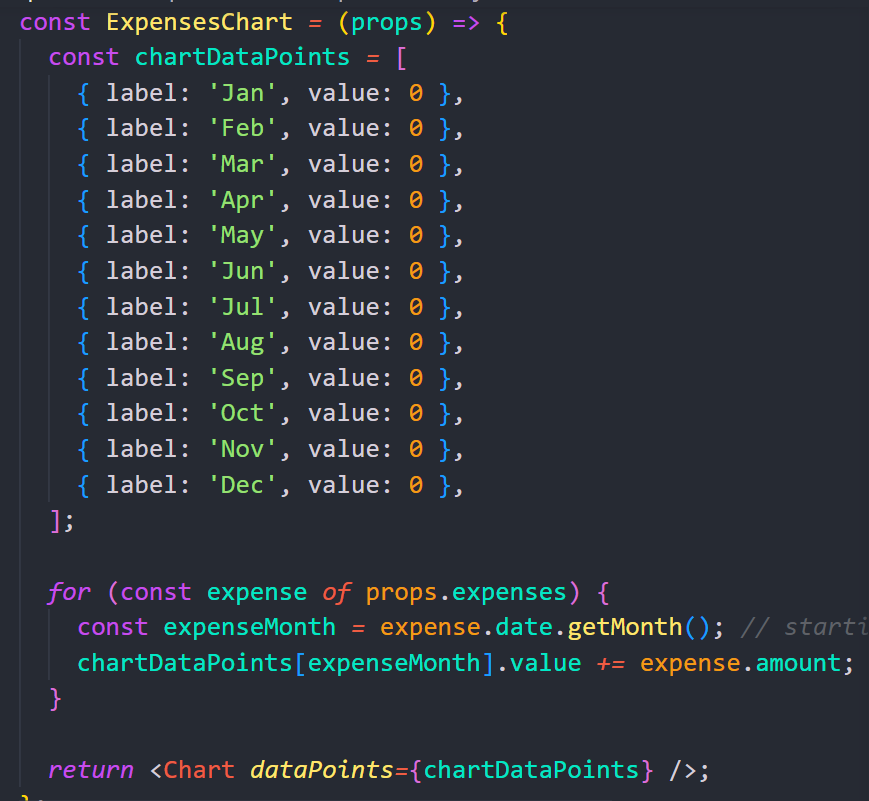 const ExpensesChart = (props) => {
  const chartDataPoints = [
    { label: 'Jan', value: 0 },
    { label: 'Feb', value: 0 },
    { label: 'Mar', value: 0 },
    { label: 'Apr', value: 0 },
    { label: 'May', value: 0 },
    { label: 'Jun', value: 0 },
    { label: 'Jul', value: 0 },
    { label: 'Aug', value: 0 },
    { label: 'Sep', value: 0 },
    { label: 'Oct', value: 0 },
    { label: 'Nov', value: 0 },
    { label: 'Dec', value: 0 },
  ];
  for (const expense of props.expenses) {
    const expenseMonth = expense.date.getMonth(); // starti
    chartDataPoints[expenseMonth].value += expense.amount;
  }
  return <Chart dataPoints={chartDataPoints} />;